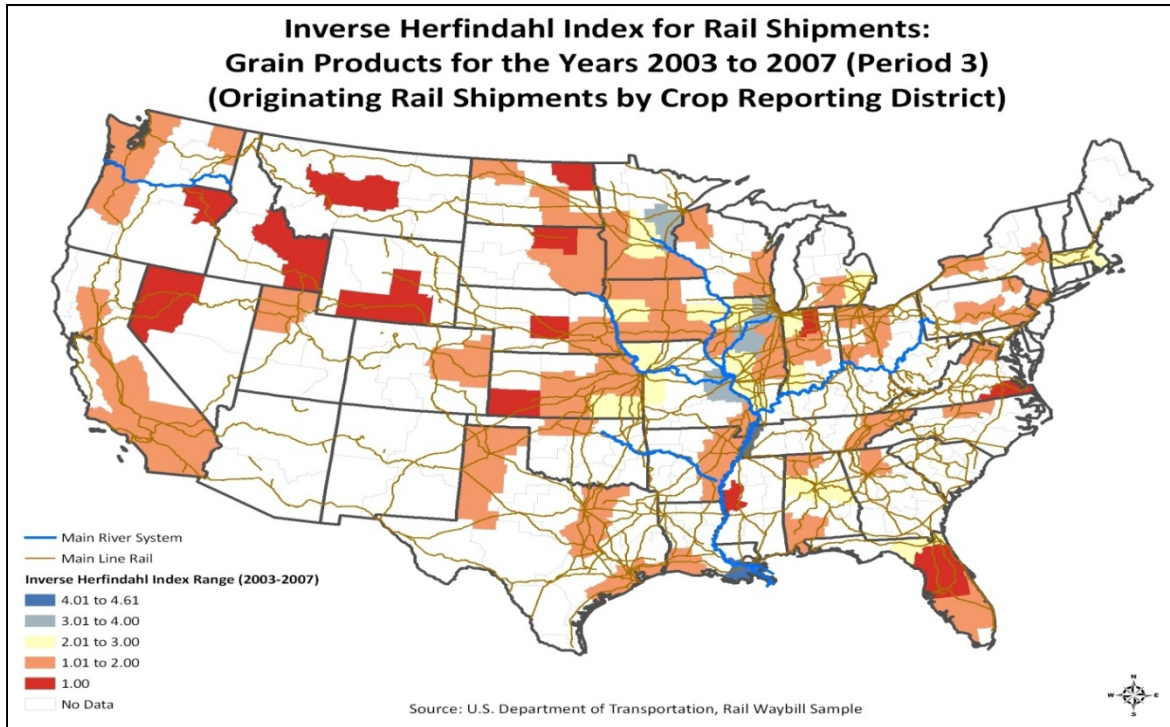 Inverse Herfindahl Index for Rail Shipments:
Grain Products for the Years 2003 to 2007 (Period 3)
(Originating Rail Shipments by Crop Reporting District)
Main River System
Main Line Rail
Inverse Herfindahl Index Range (2003-2007)
4.01 to 4.61
3.01 to 4.00
2.01 to 3.00
1.01 to 2.00
1.00
No Data
Source: U.S. Department of Transportation, Rail Waybill Sample
N
W E
S